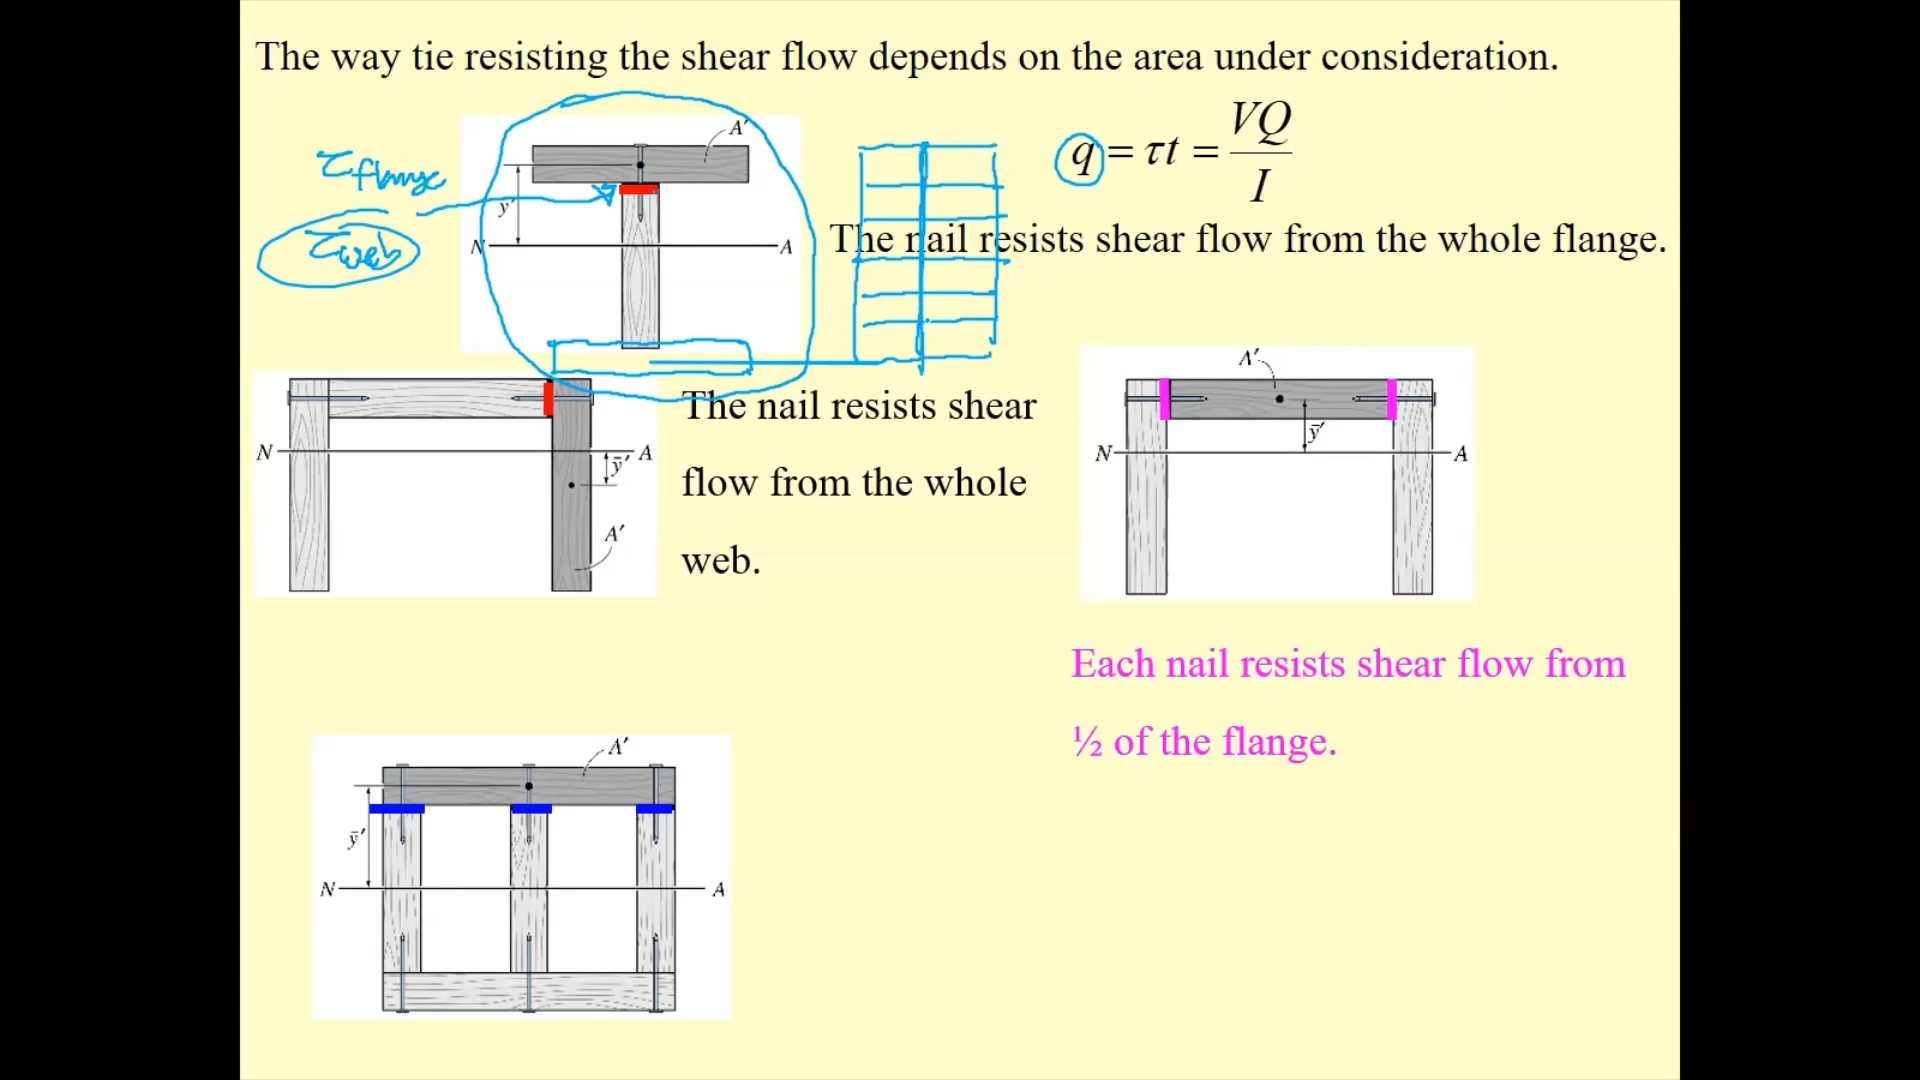 The way tie resisting the shear flow depends on the area under consideration.
A'
q = τt = VQ / I
τ flange
y'
τ web
N A
The nail resists shear flow from the whole flange.
N A
ȳ'
A'
The nail resists shear
flow from the whole
web.
A'
ȳ'
N A
Each nail resists shear flow from
½ of the flange.
A'
ȳ'
N A